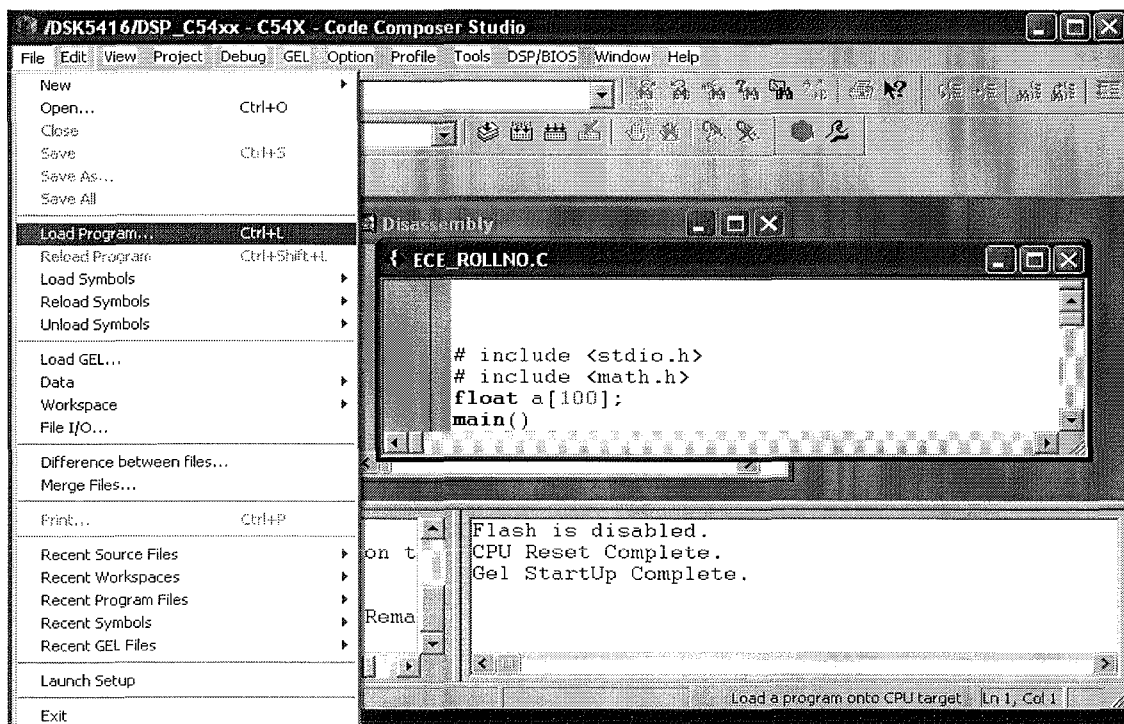 /DSK5416/DSP_C54xx - C54X - Code Composer Studio
File Edit View Project Debug GEL Option Profile Tools DSP/BIOS Window Help
New
Open... Ctrl+O
Close
Save Ctrl+S
Save As...
Save All
Load Program... Ctrl+L
Reload Program Ctrl+Shift+L
Load Symbols
Reload Symbols
Unload Symbols
Load GEL...
Data
Workspace
File I/O...
Difference between files...
Merge Files...
Print... Ctrl+P
Recent Source Files
Recent Workspaces
Recent Program Files
Recent Symbols
Recent GEL Files
Launch Setup
Exit
Disassembly
ECE_ROLLNO.C
# include <stdio.h>
# include <math.h>
float a[100];
main()
on t
Rema
Flash is disabled.
CPU Reset Complete.
Gel StartUp Complete.
Load a program onto CPU target Ln 1, Col 1